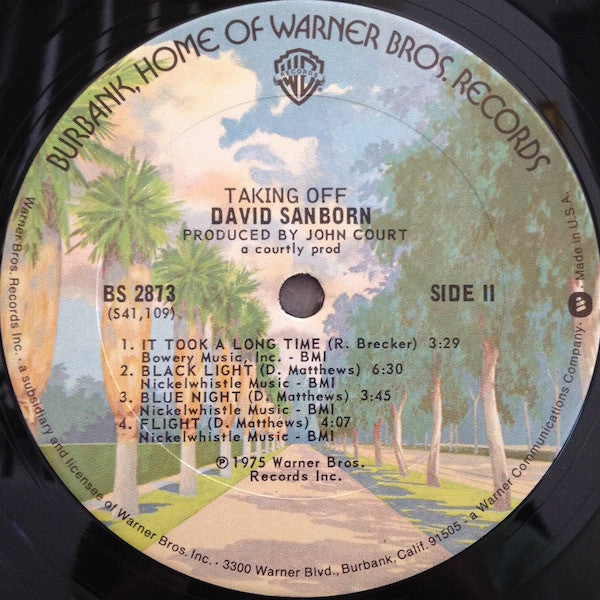 BURBANK, HOME OF WARNER BROS. RECORDS
WB
RECORDS
TAKING OFF
DAVID SANBORN
PRODUCED BY JOHN COURT
a courtly prod
BS 2873
SIDE II
(S41,109)
1. IT TOOK A LONG TIME (R. Brecker) 3:29
Bowery Music, Inc. - BMI
2. BLACK LIGHT (D. Matthews) 6:30
Nickelwhistle Music - BMI
3. BLUE NIGHT (D. Matthews) 3:45
Nickelwhistle Music - BMI
4. FLIGHT (D. Matthews) 4:07
Nickelwhistle Music - BMI
℗ 1975 Warner Bros.
Records Inc.
Warner Bros. Records Inc. · a subsidiary and licensee of Warner Bros. Inc. · 3300 Warner Blvd., Burbank, Calif. 91505 · a Warner Communications Company · Made in U.S.A.